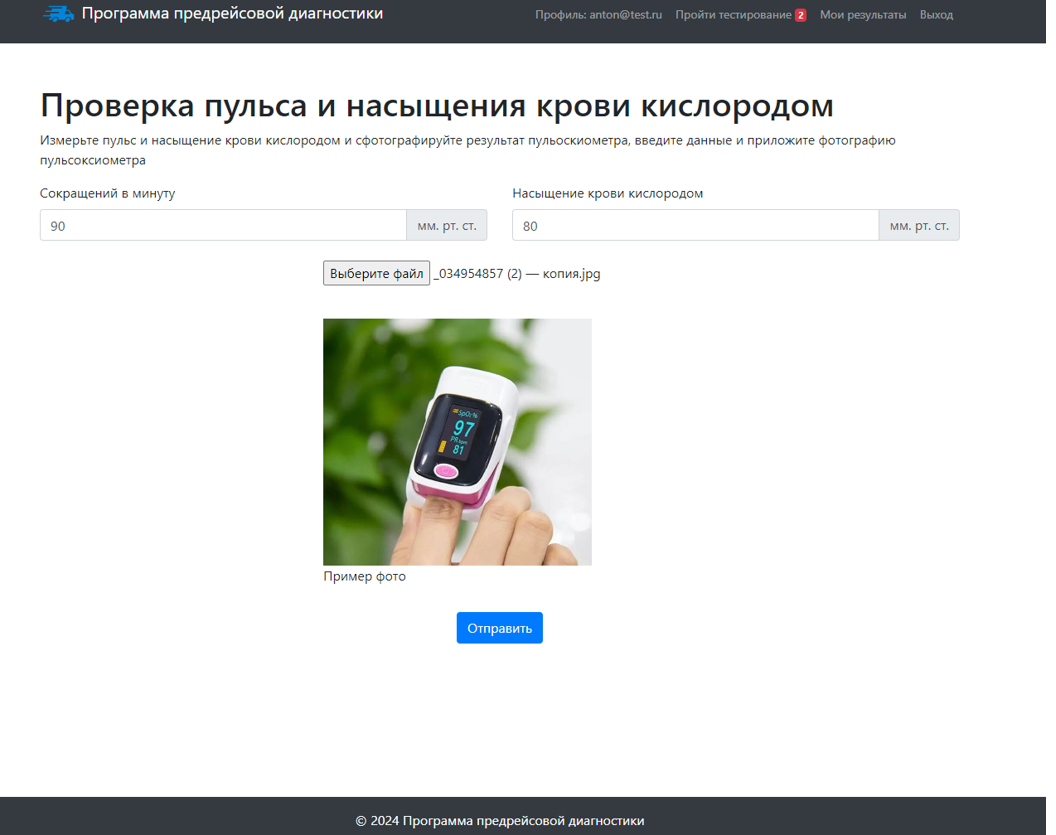 Программа предрейсовой диагностики
Профиль: anton@test.ru Пройти тестирование 2 Мои результаты Выход
Проверка пульса и насыщения крови кислородом
Измерьте пульс и насыщение крови кислородом и сфотографируйте результат пульоскиометра, введите данные и приложите фотографию
пульсоксиометра
Сокращений в минуту
90 мм. рт. ст.
Насыщение крови кислородом
80 мм. рт. ст.
Выберите файл _034954857 (2) — копия.jpg
SpO₂%
97
PR bpm
81
Пример фото
Отправить
© 2024 Программа предрейсовой диагностики